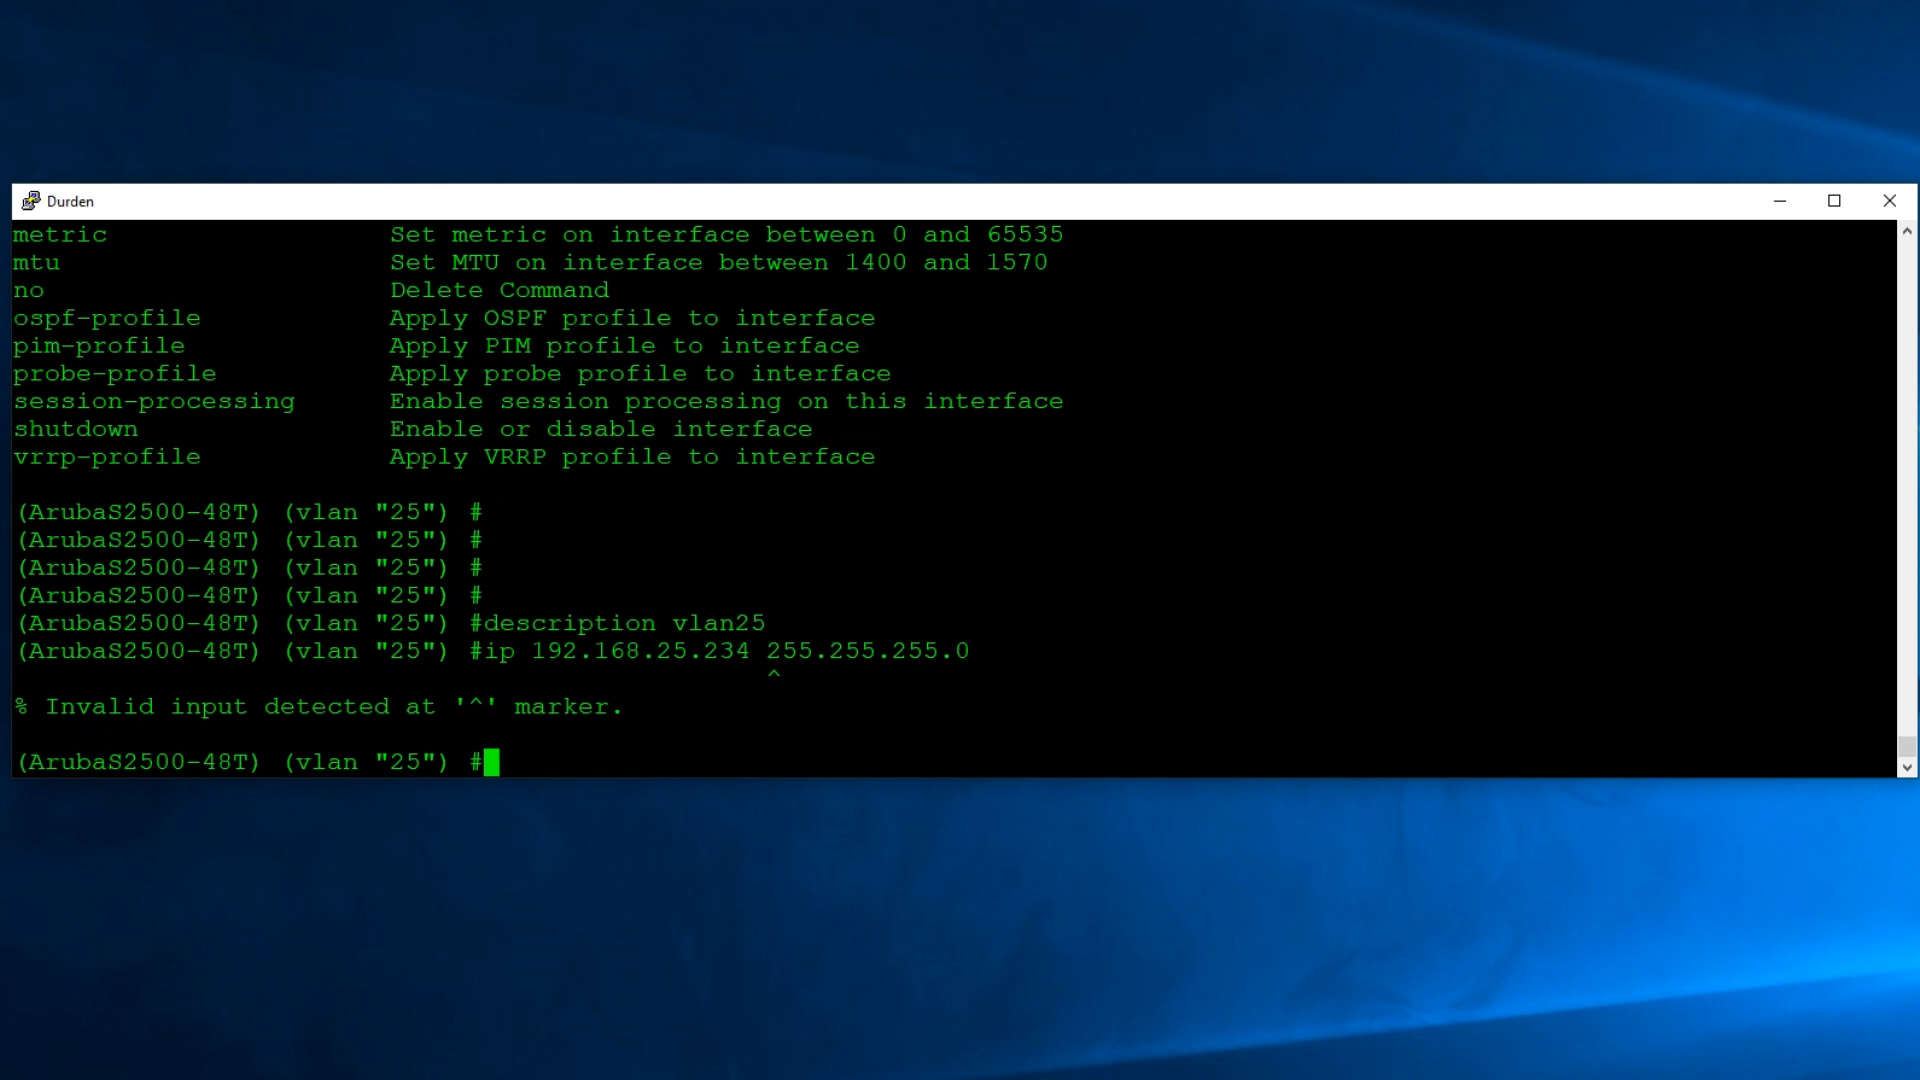 Durden
metric Set metric on interface between 0 and 65535
mtu Set MTU on interface between 1400 and 1570
no Delete Command
ospf-profile Apply OSPF profile to interface
pim-profile Apply PIM profile to interface
probe-profile Apply probe profile to interface
session-processing Enable session processing on this interface
shutdown Enable or disable interface
vrrp-profile Apply VRRP profile to interface
(ArubaS2500-48T) (vlan "25") #
(ArubaS2500-48T) (vlan "25") #
(ArubaS2500-48T) (vlan "25") #
(ArubaS2500-48T) (vlan "25") #
(ArubaS2500-48T) (vlan "25") #description vlan25
(ArubaS2500-48T) (vlan "25") #ip 192.168.25.234 255.255.255.0
^
% Invalid input detected at '^' marker.
(ArubaS2500-48T) (vlan "25") #